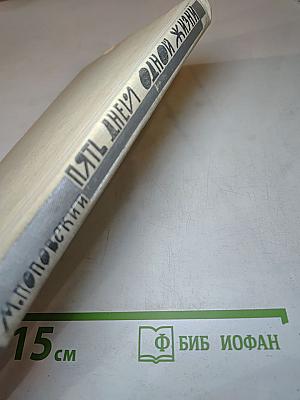 М. ПОПОВСКИЙ ПЯТЬ ДНЕЙ ОДНОЙ ЖИЗНИ
15 см
Ф БИБ ИОФАН